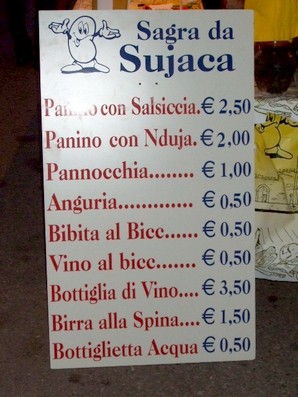 Sagra da
Sujaca
Panino con Salsiccia.€ 2,50
Panino con Nduja.€ 2,00
Pannocchia........€ 1,00
Anguria.............€ 0,50
Bibita al Bicc......€ 0,50
Vino al bicc.......€ 0,50
Bottiglia di Vino....€ 3,50
Birra alla Spina....€ 1,50
Bottiglietta Acqua € 0,50